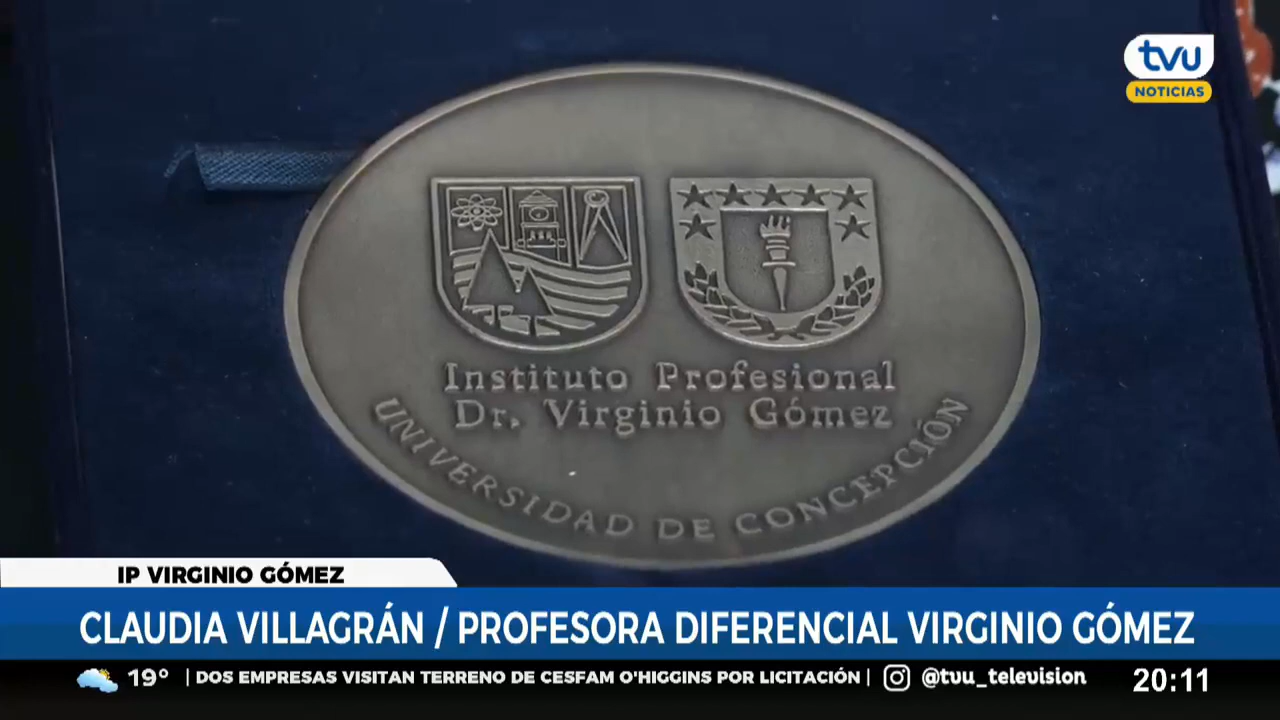 tvu
NOTICIAS
Instituto Profesional
Dr. Virginio Gómez
UNIVERSIDAD DE CONCEPCIÓN
IP VIRGINIO GÓMEZ
CLAUDIA VILLAGRÁN / PROFESORA DIFERENCIAL VIRGINIO GÓMEZ
19° | DOS EMPRESAS VISITAN TERRENO DE CESFAM O'HIGGINS POR LICITACIÓN | @tvu_television 20:11